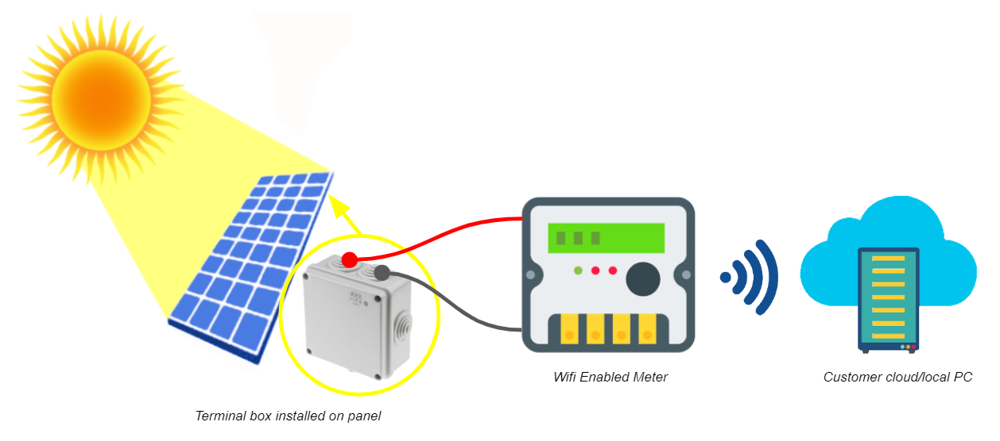 Wifi Enabled Meter
Customer cloud/local PC
Terminal box installed on panel